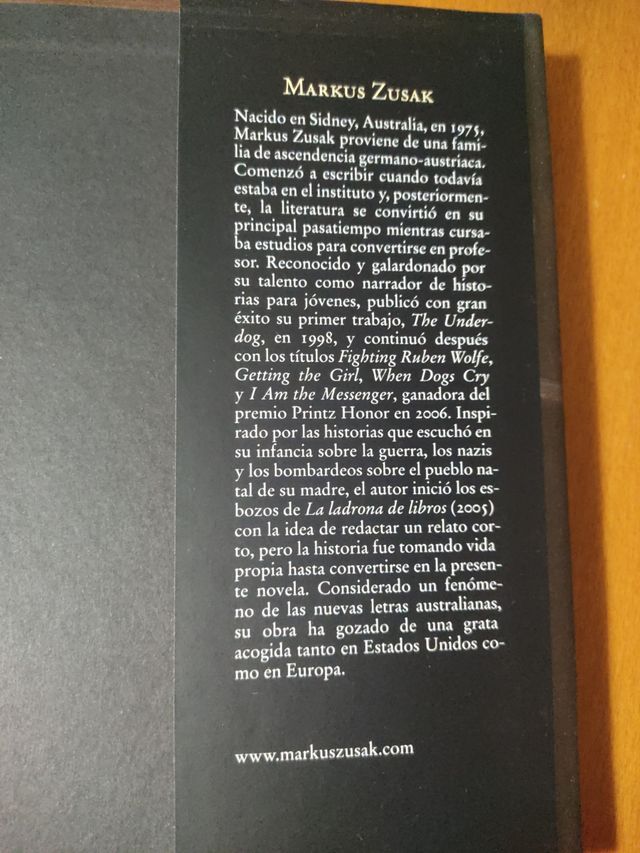 MARKUS ZUSAK
Nacido en Sidney, Australia, en 1975,
Markus Zusak proviene de una fami-
lia de ascendencia germano-austriaca.
Comenzó a escribir cuando todavía
estaba en el instituto y, posteriormen-
te, la literatura se convirtió en su
principal pasatiempo mientras cursa-
ba estudios para convertirse en profe-
sor. Reconocido y galardonado por
su talento como narrador de histo-
rias para jóvenes, publicó con gran
éxito su primer trabajo, The Under-
dog, en 1998, y continuó después
con los títulos Fighting Ruben Wolfe,
Getting the Girl, When Dogs Cry
y I Am the Messenger, ganadora del
premio Printz Honor en 2006. Inspi-
rado por las historias que escuchó en
su infancia sobre la guerra, los nazis
y los bombardeos sobre el pueblo na-
tal de su madre, el autor inició los es-
bozos de La ladrona de libros (2005)
con la idea de redactar un relato cor-
to, pero la historia fue tomando vida
propia hasta convertirse en la presen-
te novela. Considerado un fenóme-
no de las nuevas letras australianas,
su obra ha gozado de una grata
acogida tanto en Estados Unidos co-
mo en Europa.
www.markuszusak.com